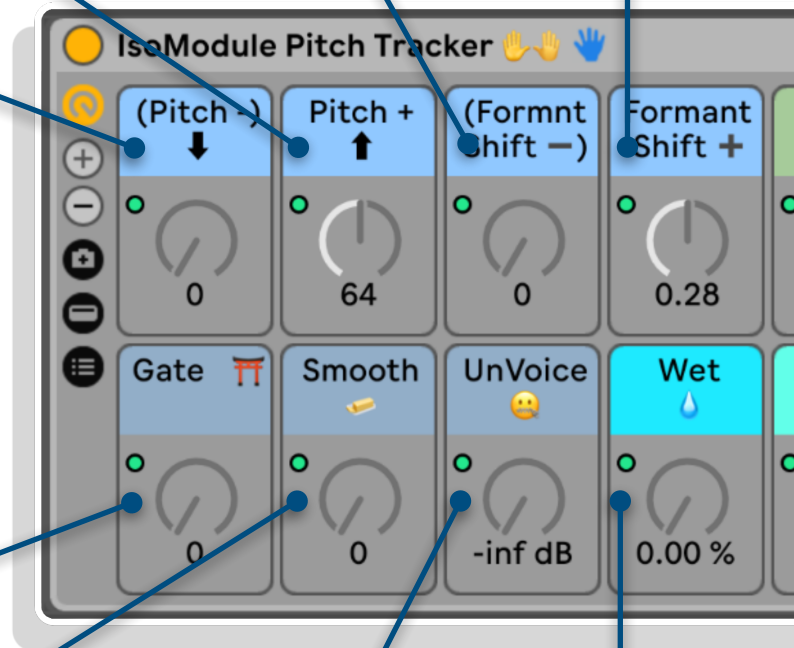 IsoModule Pitch Tracker 🙌 👋
(Pitch -)
⬇
Pitch +
⬆
(Formnt
Shift ➖)
Formant
Shift ➕
0
64
0
0.28
Gate ⛩
Smooth
UnVoice
🤐
Wet
💧
0
0
-inf dB
0.00 %